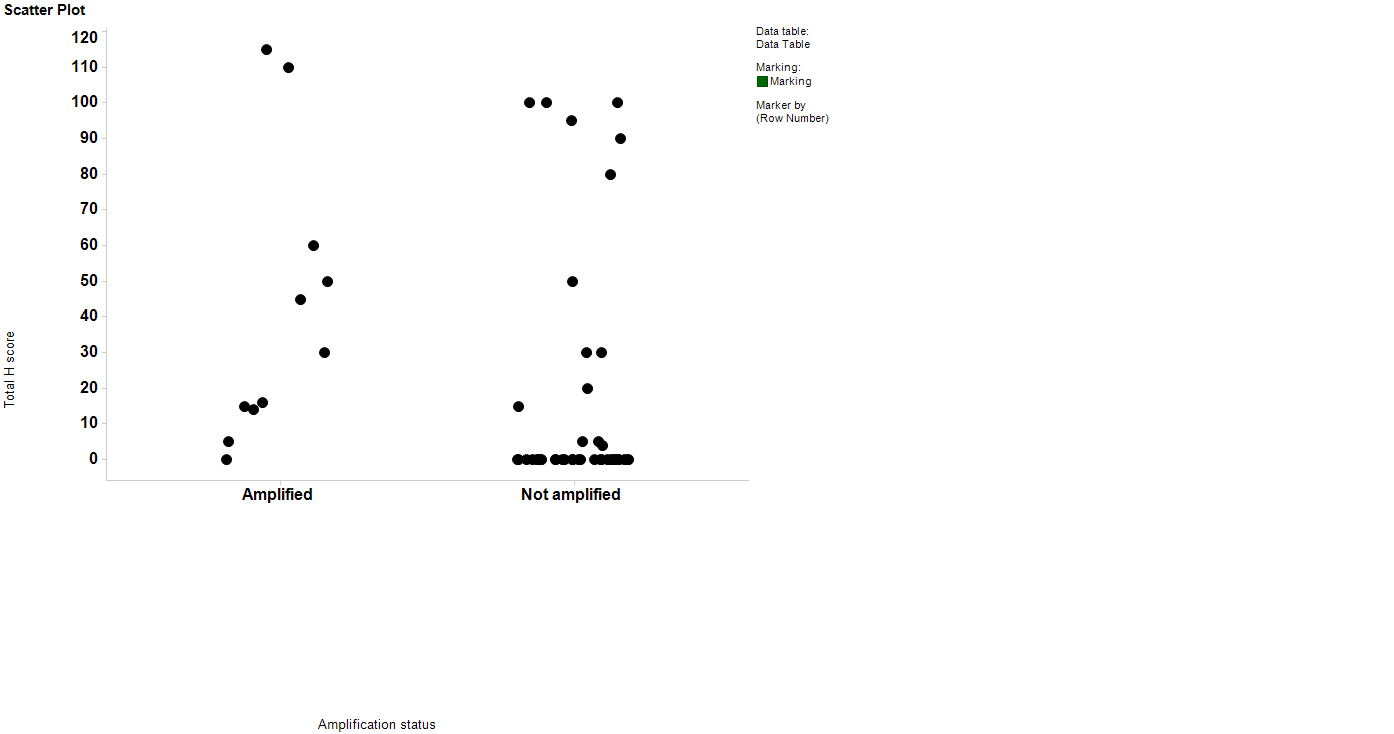 Scatter Plot
120
110
100
90
80
70
60
50
40
30
20
10
0
Total H score
Amplified
Not amplified
Amplification status
Data table:
Data Table
Marking:
Marking
Marker by
(Row Number)